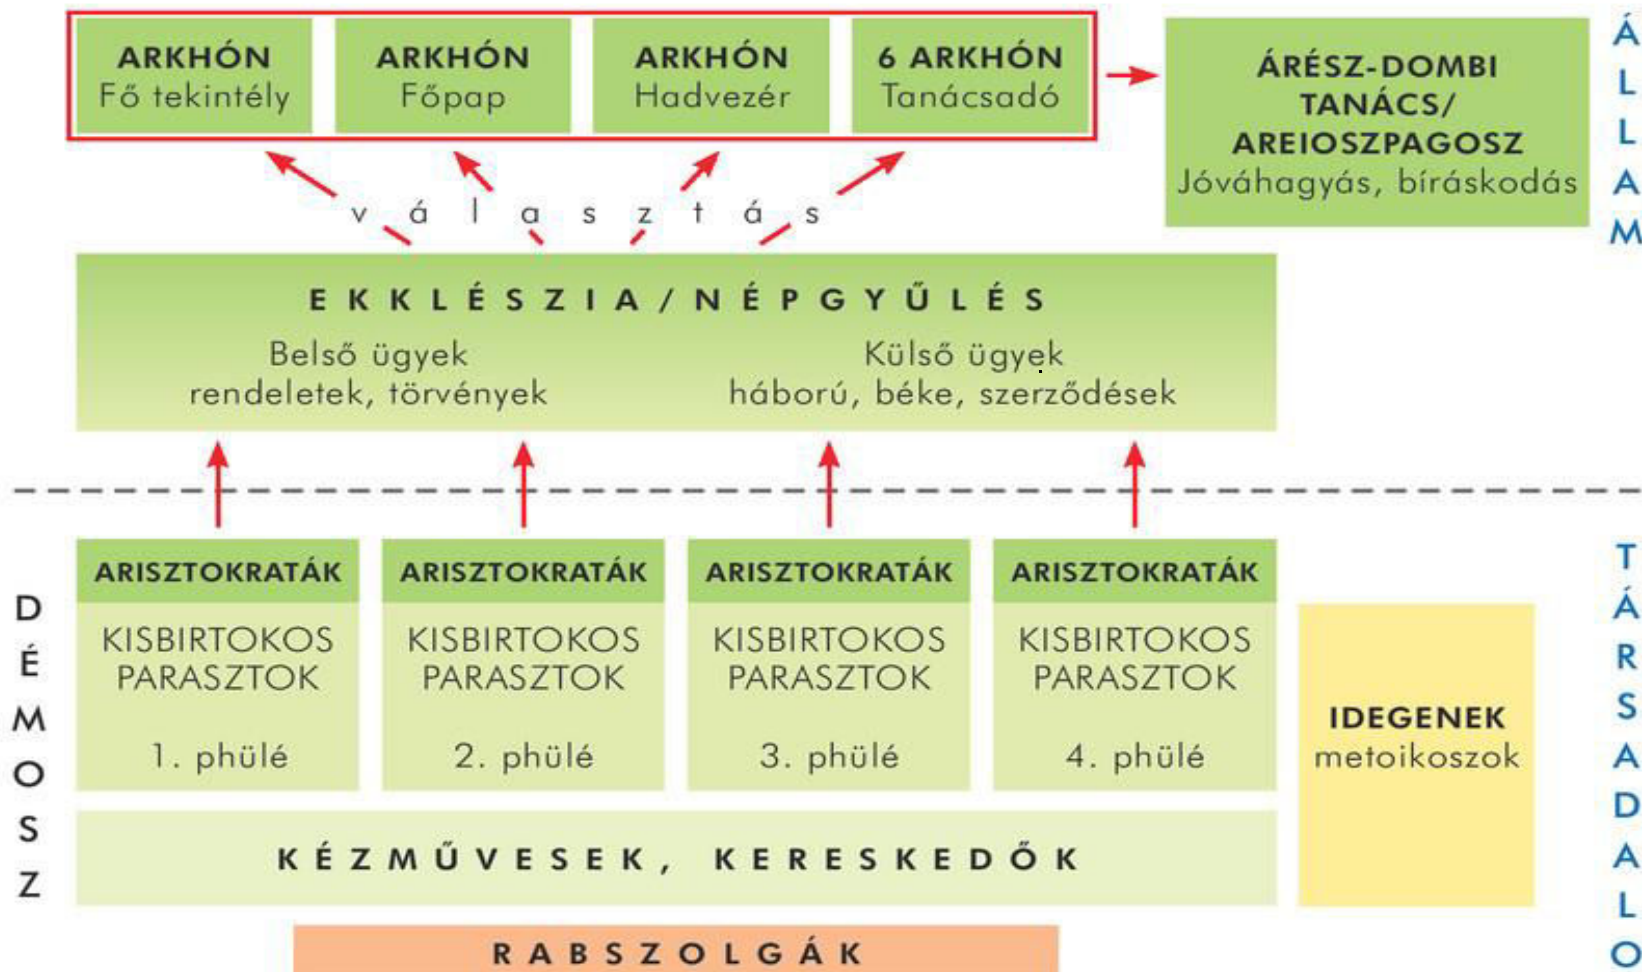 ARKHÓN
Fő tekintély
ARKHÓN
Főpap
ARKHÓN
Hadvezér
6 ARKHÓN
Tanácsadó
ÁRÉSZ-DOMBI
TANÁCS/
AREIOSZPAGOSZ
Jóváhagyás, bíráskodás
ÁLLAM
választás
EKKLÉSZIA/NÉPGYŰLÉS
Belső ügyek
rendeletek, törvények
Külső ügyek
háború, béke, szerződések
DÉMOSZ
ARISZTOKRATÁK
KISBIRTOKOS
PARASZTOK
1. phülé
ARISZTOKRATÁK
KISBIRTOKOS
PARASZTOK
2. phülé
ARISZTOKRATÁK
KISBIRTOKOS
PARASZTOK
3. phülé
ARISZTOKRATÁK
KISBIRTOKOS
PARASZTOK
4. phülé
IDEGENEK
metoikoszok
TÁRSADALO
KÉZMŰVESEK, KERESKEDŐK
RABSZOLGÁK